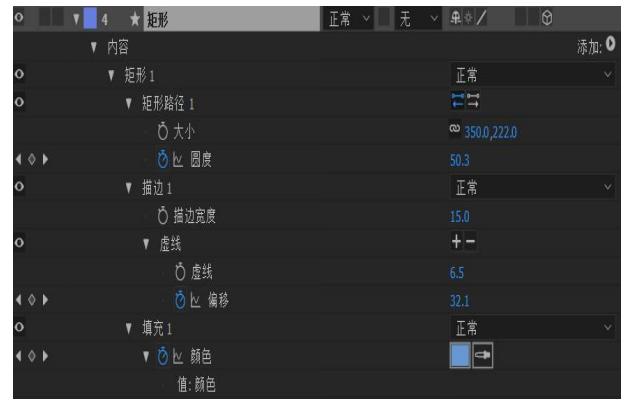 4 矩形 正常 无
内容 添加:
矩形 1 正常
矩形路径 1
大小 350.0,222.0
圆度 50.3
描边 1 正常
描边宽度 15.0
虚线 + −
虚线 6.5
偏移 32.1
填充 1 正常
颜色
值: 颜色